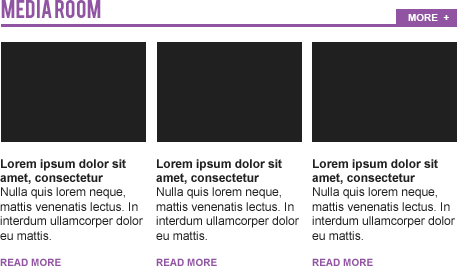 MEDIA ROOM
MORE +
Lorem ipsum dolor sit
amet, consectetur
Nulla quis lorem neque,
mattis venenatis lectus. In
interdum ullamcorper dolor
eu mattis.
READ MORE
Lorem ipsum dolor sit
amet, consectetur
Nulla quis lorem neque,
mattis venenatis lectus. In
interdum ullamcorper dolor
eu mattis.
READ MORE
Lorem ipsum dolor sit
amet, consectetur
Nulla quis lorem neque,
mattis venenatis lectus. In
interdum ullamcorper dolor
eu mattis.
READ MORE